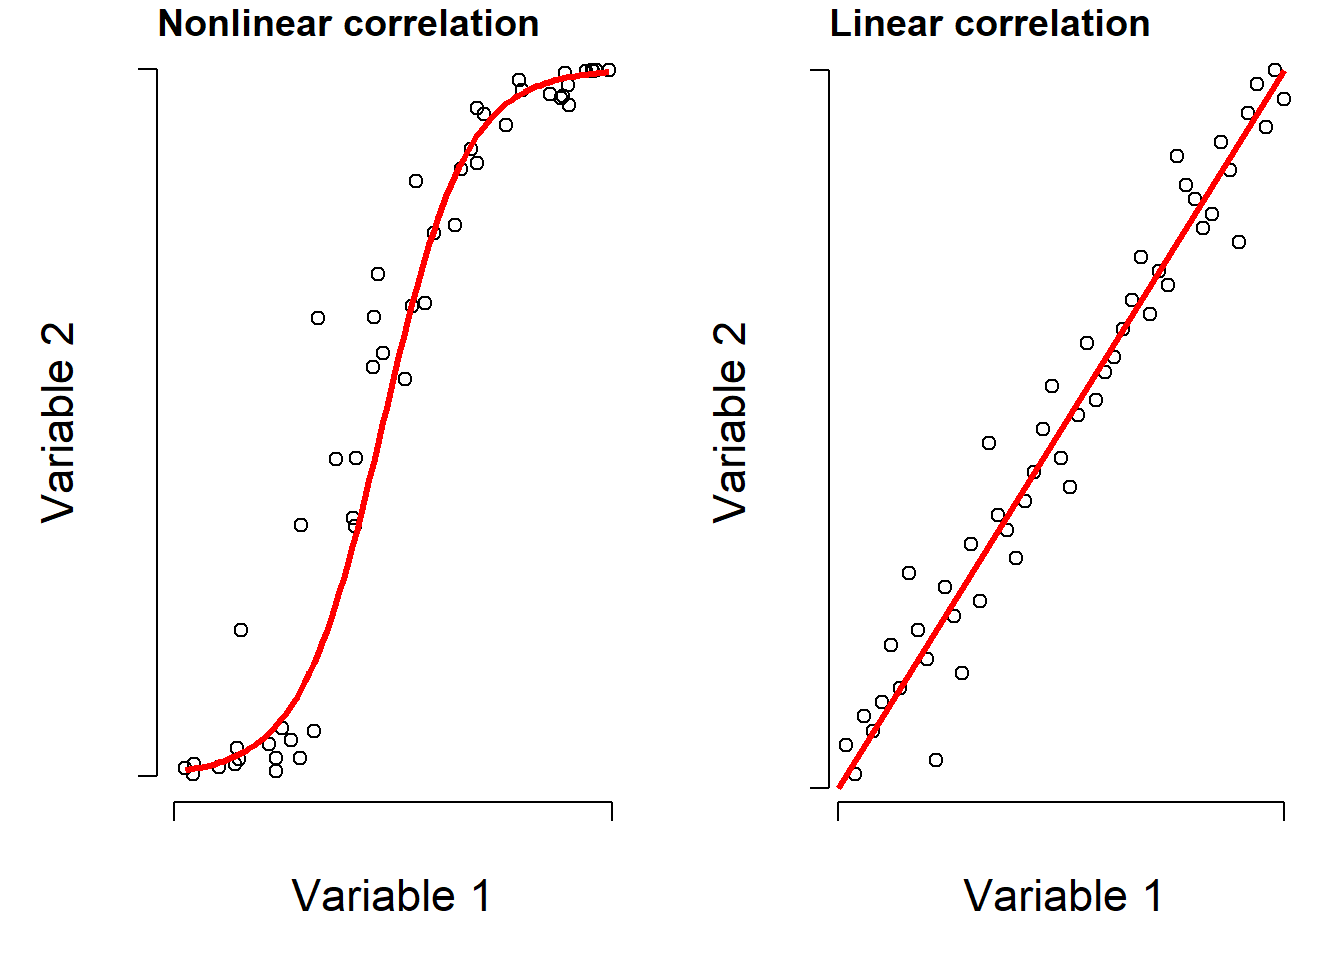 Nonlinear correlation
Variable 2
Variable 1
Linear correlation
Variable 2
Variable 1